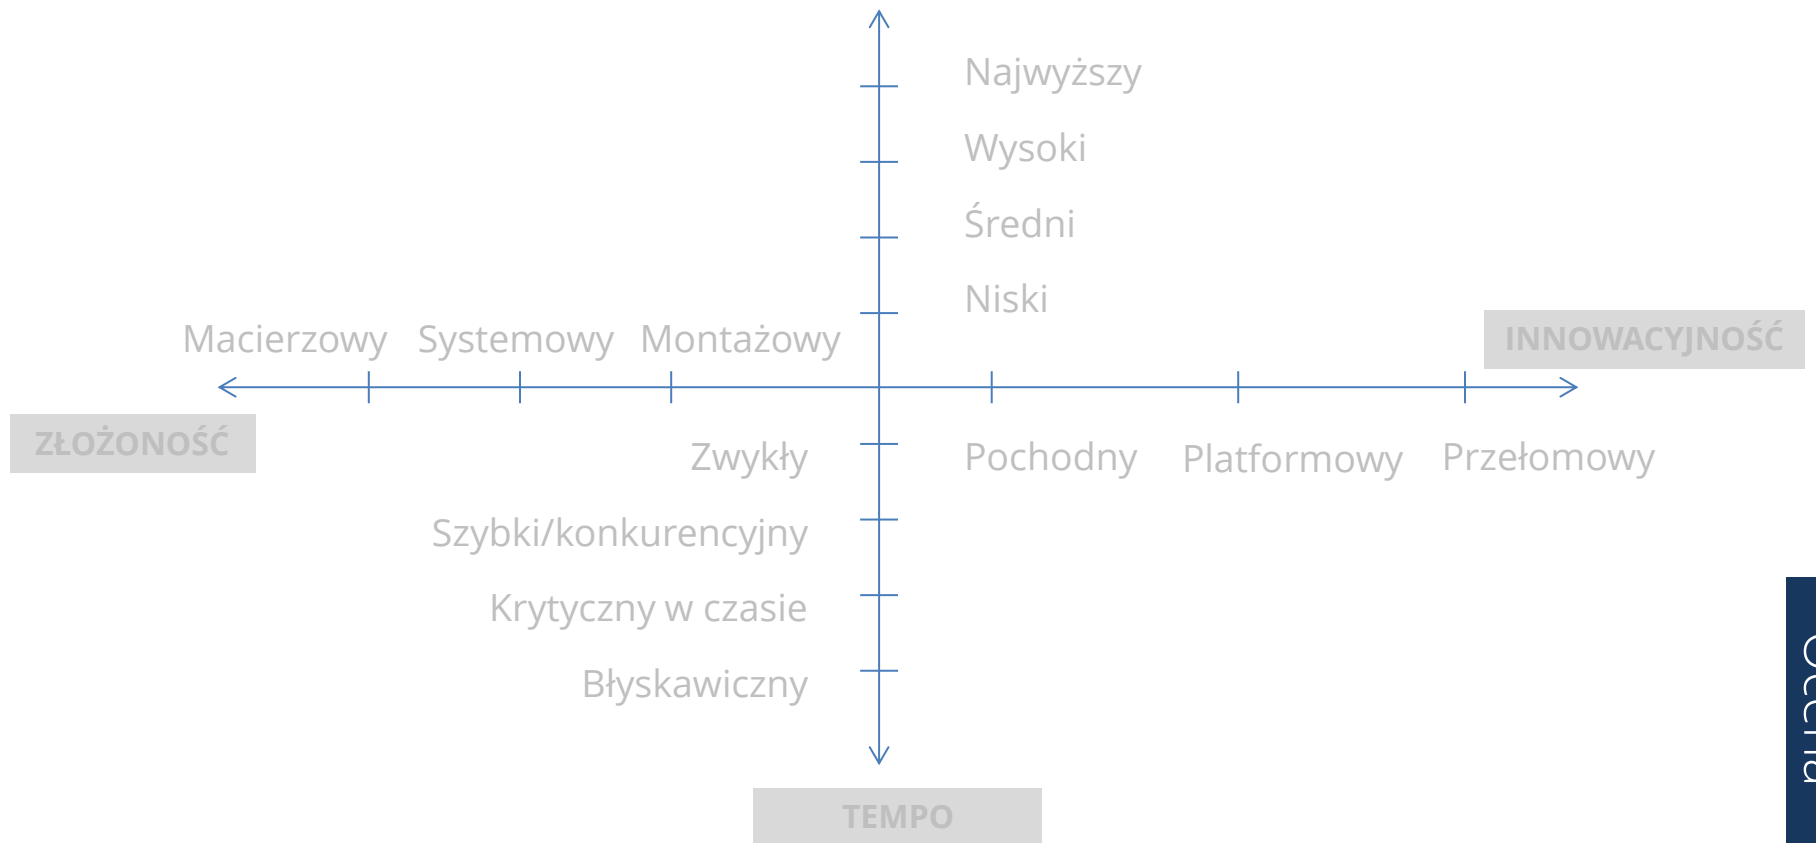 Najwyższy
Wysoki
Średni
Niski
Macierzowy Systemowy Montażowy
INNOWACYJNOŚĆ
ZŁOŻONOŚĆ
Zwykły
Pochodny
Platformowy
Przełomowy
Szybki/konkurencyjny
Krytyczny w czasie
Błyskawiczny
TEMPO